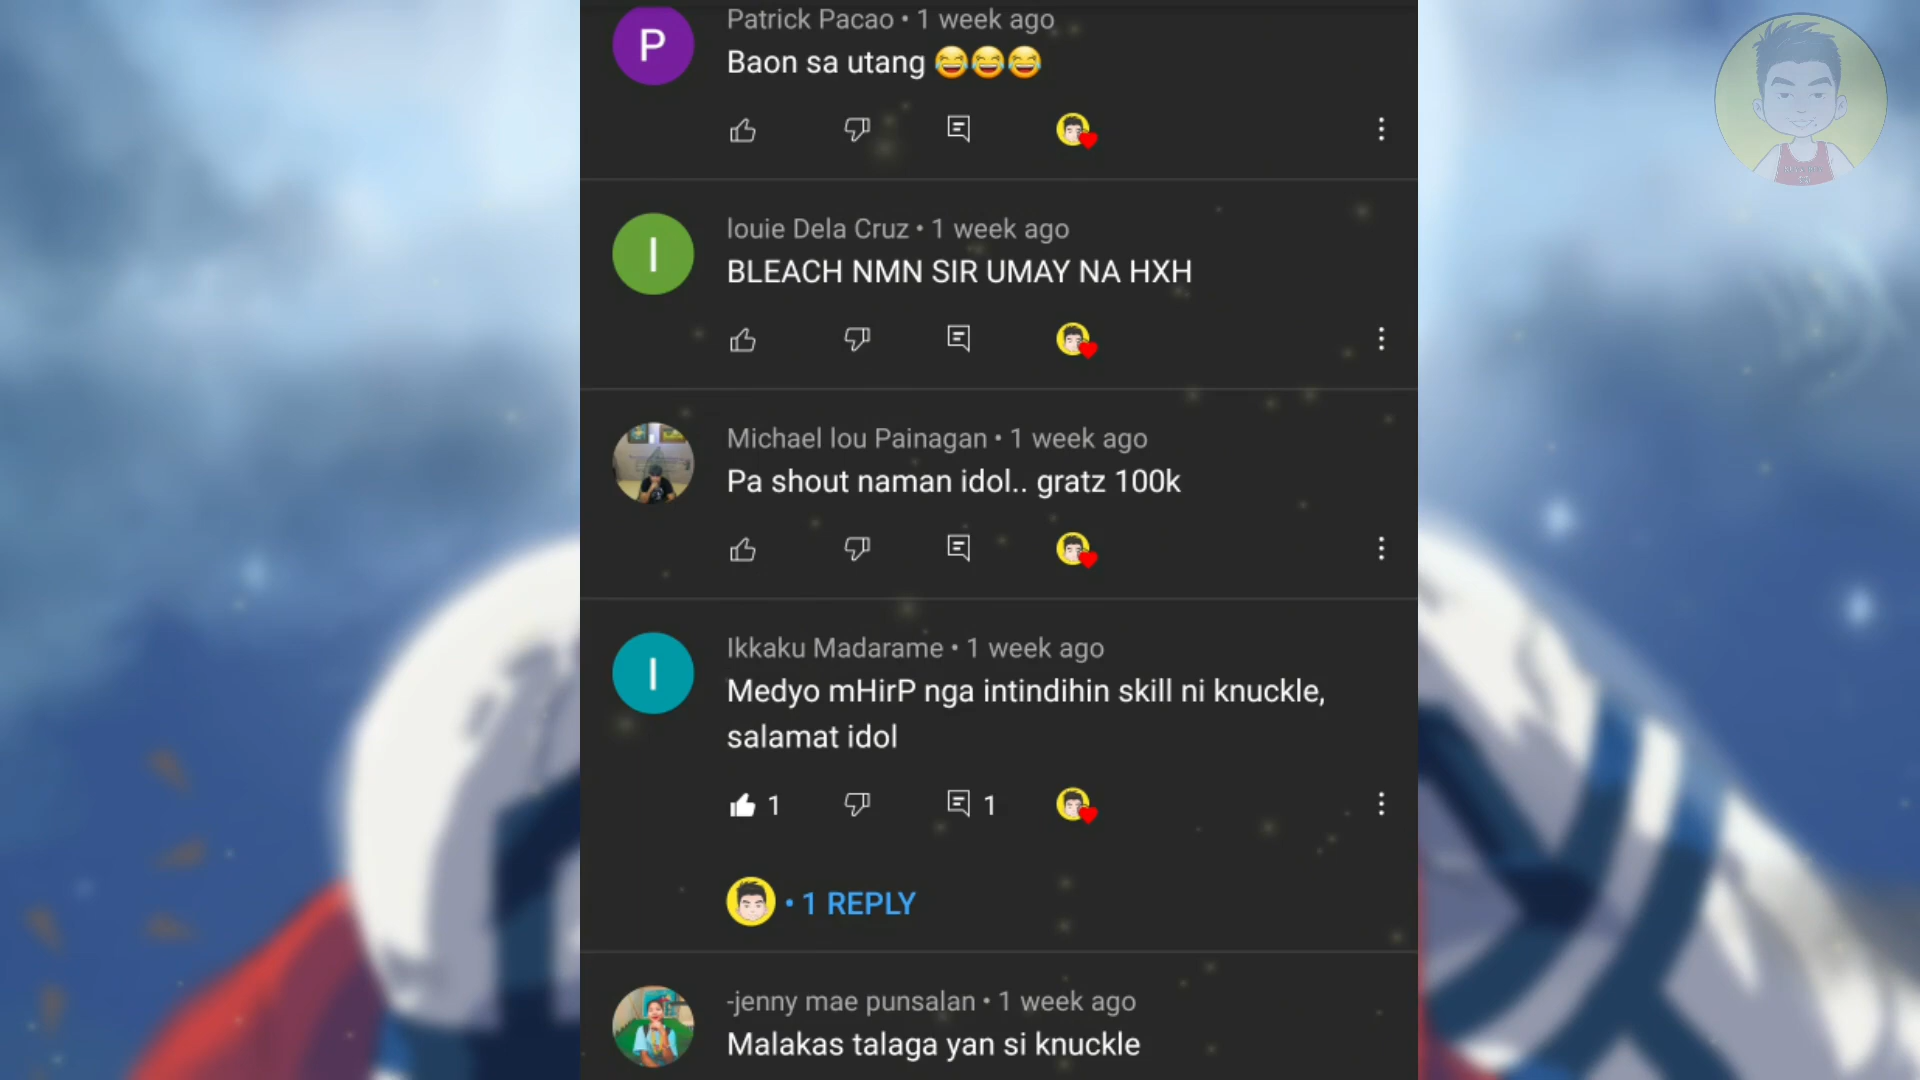 P
Patrick Pacao • 1 week ago
Baon sa utang 😂😂😂
l
louie Dela Cruz • 1 week ago
BLEACH NMN SIR UMAY NA HXH
Michael lou Painagan • 1 week ago
Pa shout naman idol.. gratz 100k
I
Ikkaku Madarame • 1 week ago
Medyo mHirP nga intindihin skill ni knuckle,
salamat idol
1 1
• 1 REPLY
-jenny mae punsalan • 1 week ago
Malakas talaga yan si knuckle